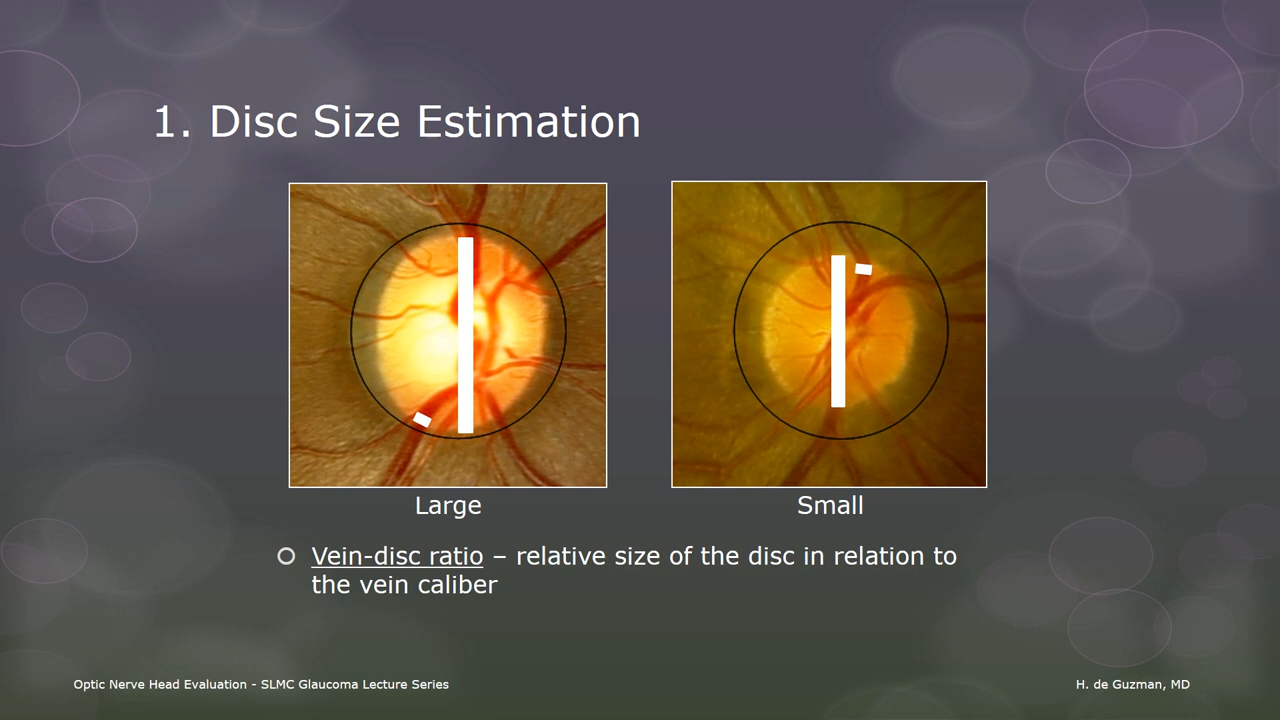 1. Disc Size Estimation
Large
Small
Vein-disc ratio – relative size of the disc in relation to
the vein caliber
Optic Nerve Head Evaluation - SLMC Glaucoma Lecture Series
H. de Guzman, MD